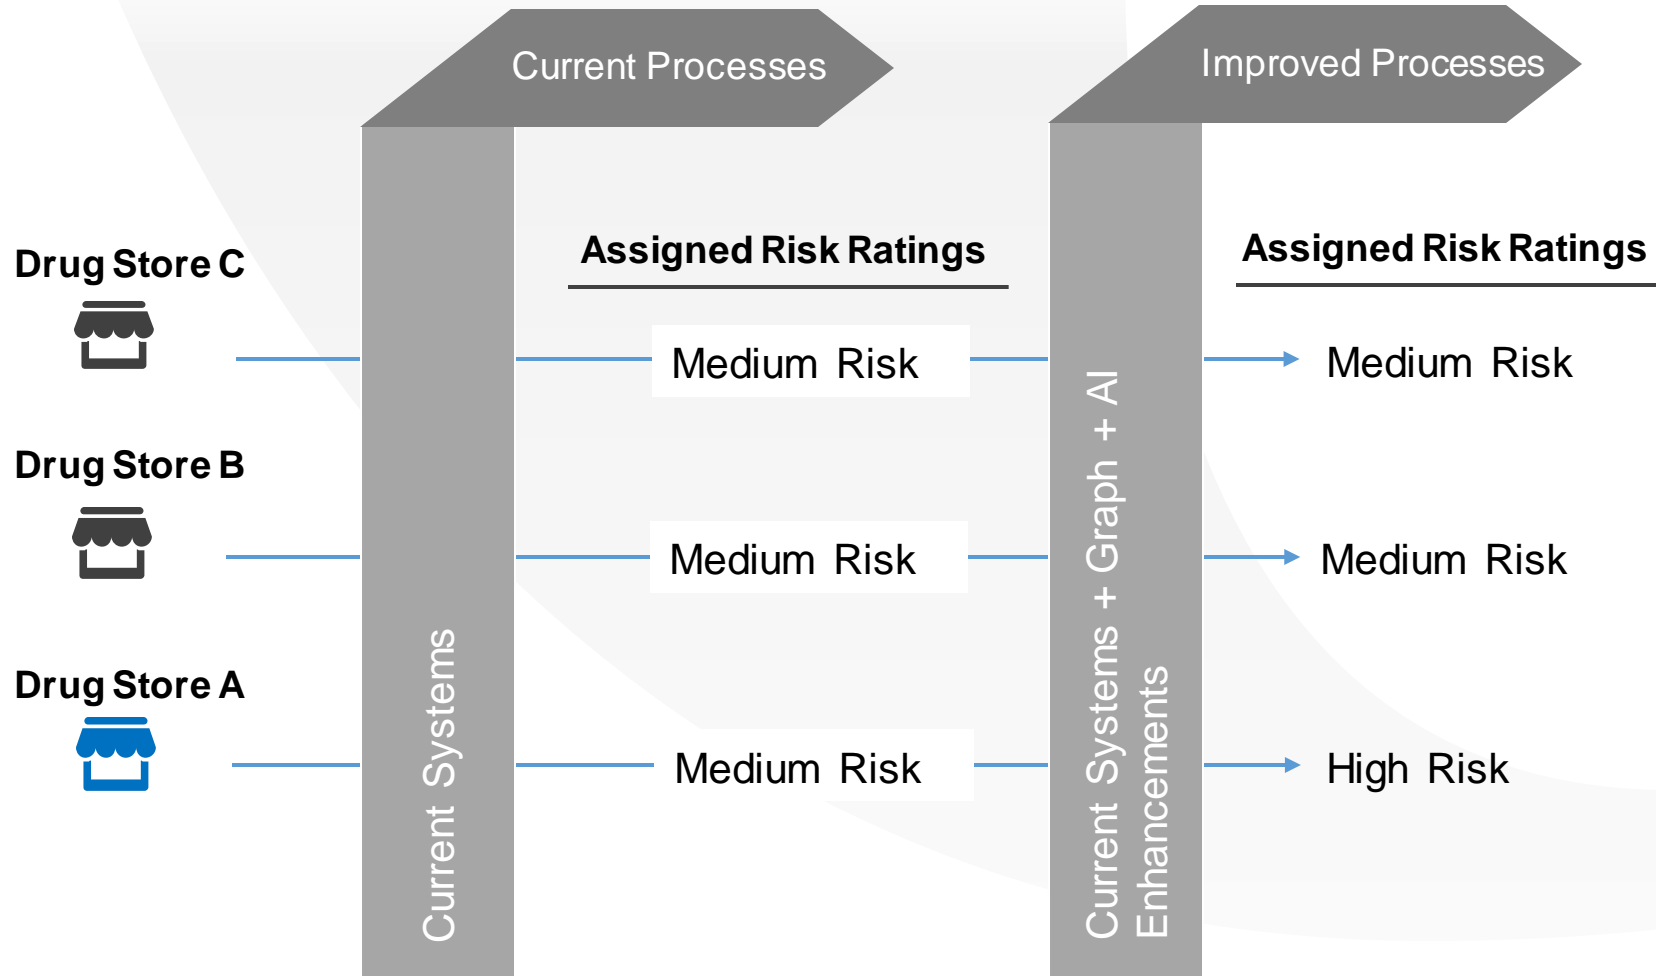 Current Processes
Improved Processes
Assigned Risk Ratings
Assigned Risk Ratings
Drug Store C
Medium Risk
Medium Risk
Drug Store B
Medium Risk
Medium Risk
Drug Store A
Medium Risk
High Risk
Current Systems
Current Systems + Graph + AI
Enhancements